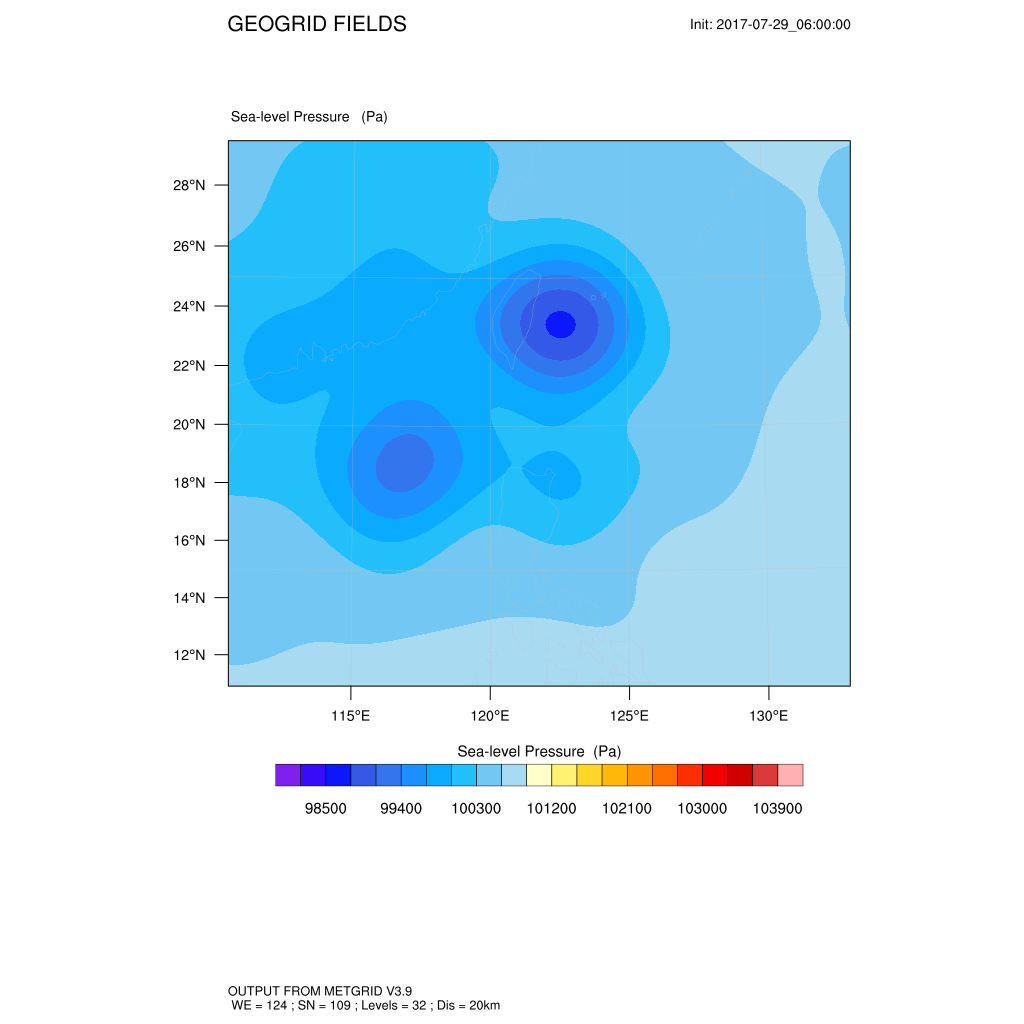 GEOGRID FIELDS
Init: 2017-07-29_06:00:00
Sea-level Pressure (Pa)
28°N
26°N
24°N
22°N
20°N
18°N
16°N
14°N
12°N
115°E 120°E 125°E 130°E
Sea-level Pressure (Pa)
98500 99400 100300 101200 102100 103000 103900
OUTPUT FROM METGRID V3.9
WE = 124 ; SN = 109 ; Levels = 32 ; Dis = 20km